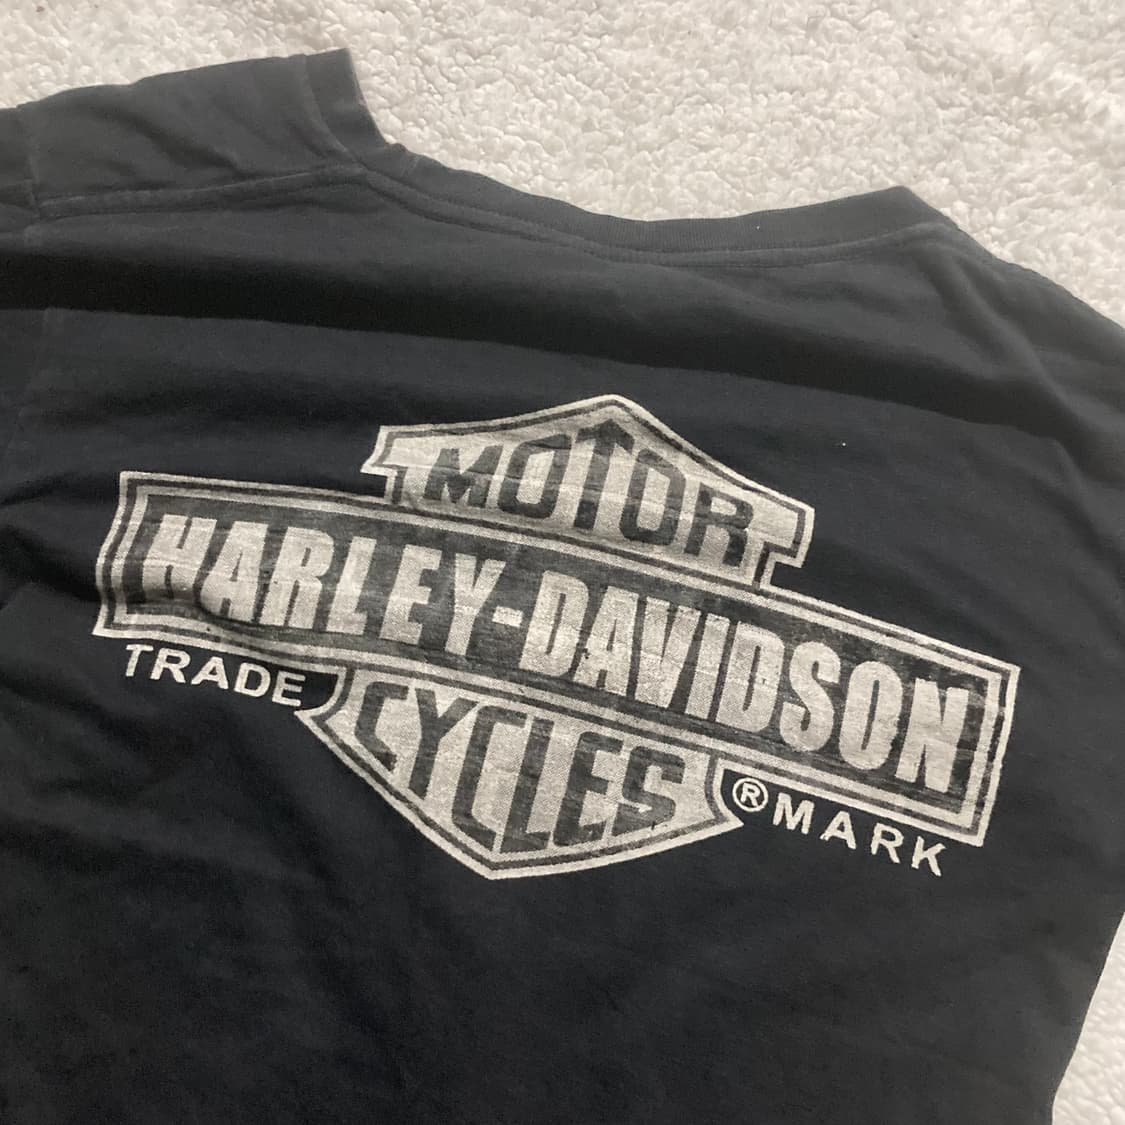 MOTOR
HARLEY-DAVIDSON
TRADE ® MARK
CYCLES